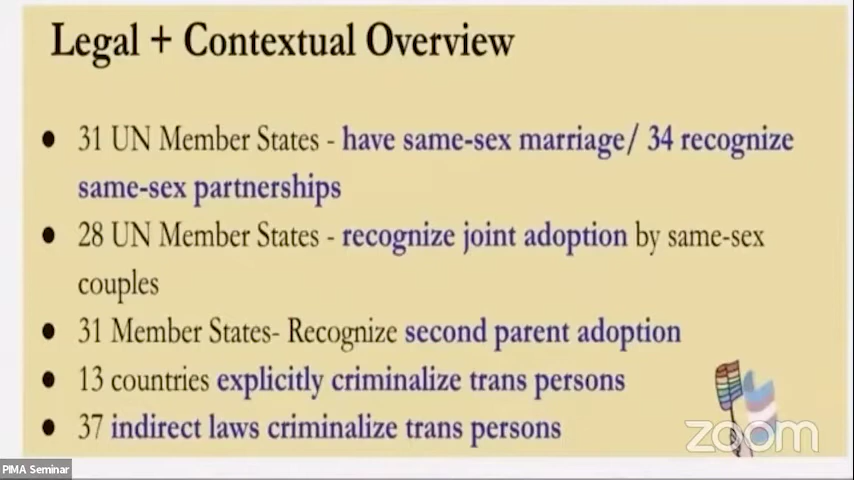 Legal + Contextual Overview
● 31 UN Member States - have same-sex marriage/ 34 recognize
same-sex partnerships
● 28 UN Member States - recognize joint adoption by same-sex
couples
● 31 Member States- Recognize second parent adoption
● 13 countries explicitly criminalize trans persons
● 37 indirect laws criminalize trans persons
zoom
PIMA Seminar